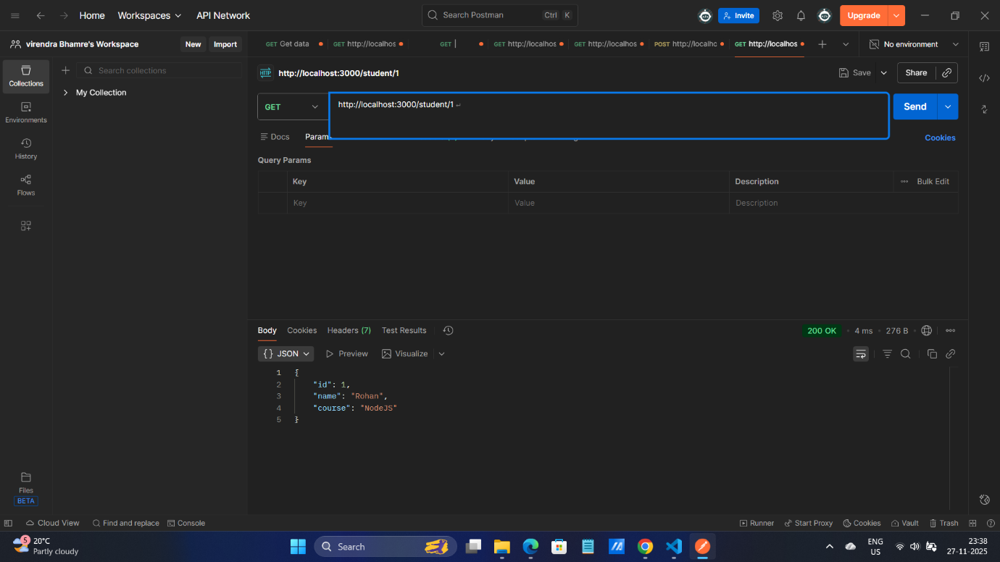 Home
Workspaces
API Network
Search Postman
Ctrl K
Invite
Upgrade
virendra Bhamre's Workspace
New
Import
GET Get data
GET http://localhos
GET
GET http://localhos
GET http://localhos
POST http://localhc
GET http://localhos
No environment
Collections
Environments
History
Flows
Files
BETA
Search collections
My Collection
HTTP
http://localhost:3000/student/1
Save
Share
GET
http://localhost:3000/student/1
Send
Docs
Param
Cookies
Query Params
Key
Value
Description
Bulk Edit
Key
Value
Description
Body
Cookies
Headers (7)
Test Results
200 OK
4 ms
276 B
{} JSON
Preview
Visualize
1 {
2 "id": 1,
3 "name": "Rohan",
4 "course": "NodeJS"
5 }
Cloud View
Find and replace
Console
Runner
Start Proxy
Cookies
Vault
Trash
5
20°C
Partly cloudy
Search
ENG
US
23:38
27-11-2025